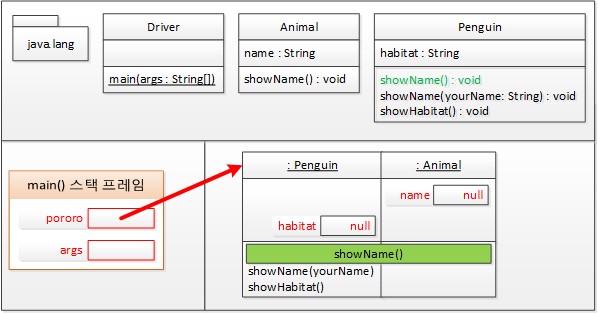 java.lang
Driver
main(args : String[])
Animal
name : String
showName() : void
Penguin
habitat : String
showName() : void
showName(yourName: String) : void
showHabitat() : void
main() 스택 프레임
pororo
args
: Penguin
: Animal
name
null
habitat
null
showName()
showName(yourName)
showHabitat()